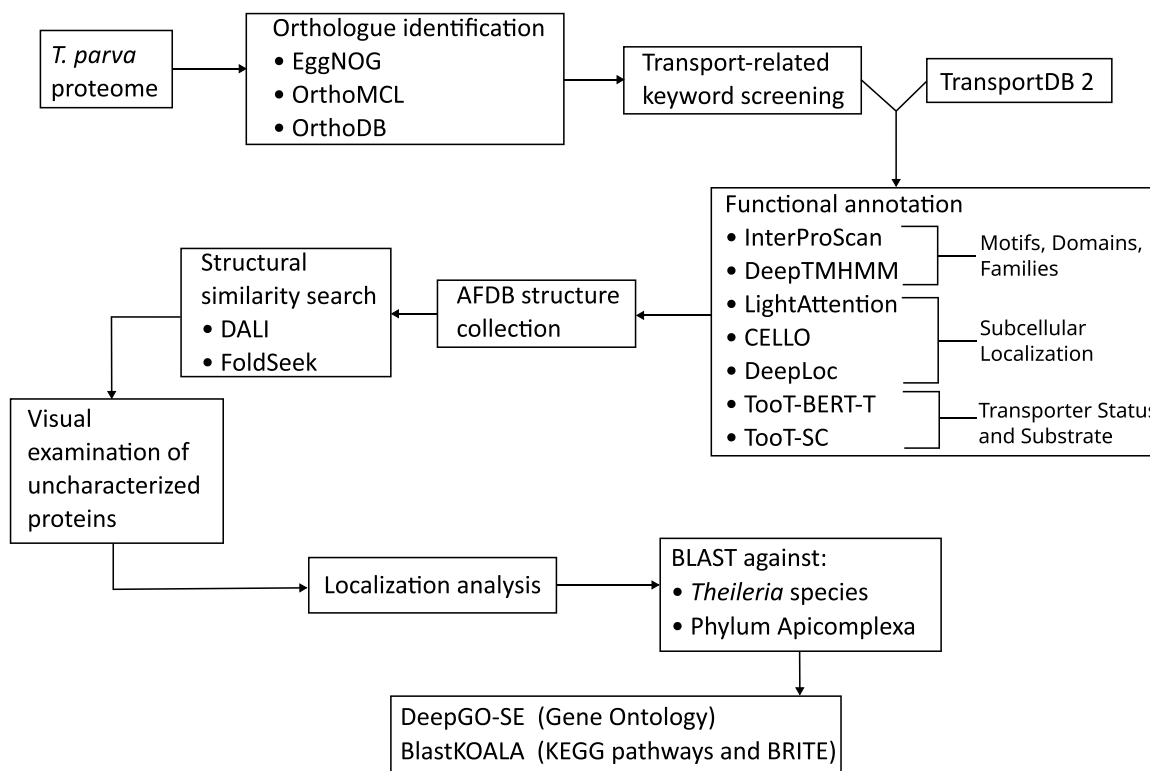 T. parva
proteome
Orthologue identification
• EggNOG
• OrthoMCL
• OrthoDB
Transport-related
keyword screening
TransportDB 2
Functional annotation
• InterProScan
• DeepTMHMM
• LightAttention
• CELLO
• DeepLoc
• TooT-BERT-T
• TooT-SC
Motifs, Domains,
Families
Subcellular
Localization
Transporter Status
and Substrate
AFDB structure
collection
Structural
similarity search
• DALI
• FoldSeek
Visual
examination of
uncharacterized
proteins
Localization analysis
BLAST against:
• Theileria species
• Phylum Apicomplexa
DeepGO-SE (Gene Ontology)
BlastKOALA (KEGG pathways and BRITE)